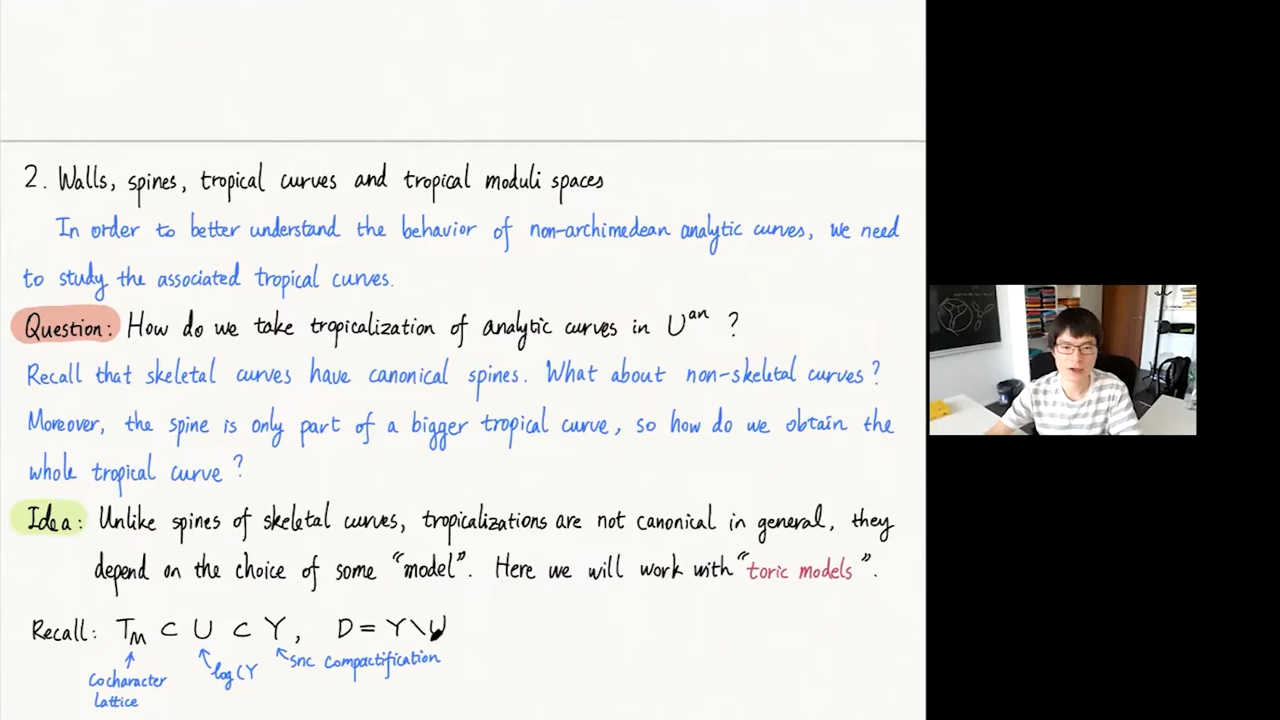 2. Walls, spines, tropical curves and tropical moduli spaces
In order to better understand the behavior of non-archimedean analytic curves, we need
to study the associated tropical curves.
Question: How do we take tropicalization of analytic curves in U^an ?
Recall that skeletal curves have canonical spines. What about non-skeletal curves?
Moreover, the spine is only part of a bigger tropical curve, so how do we obtain the
whole tropical curve ?
Idea: Unlike spines of skeletal curves, tropicalizations are not canonical in general, they
depend on the choice of some “model”. Here we will work with “toric models”.
Recall: T_M ⊂ U ⊂ Y, D = Y \ U
↑ Cocharacter lattice ↖ log CY ↖ snc compactification